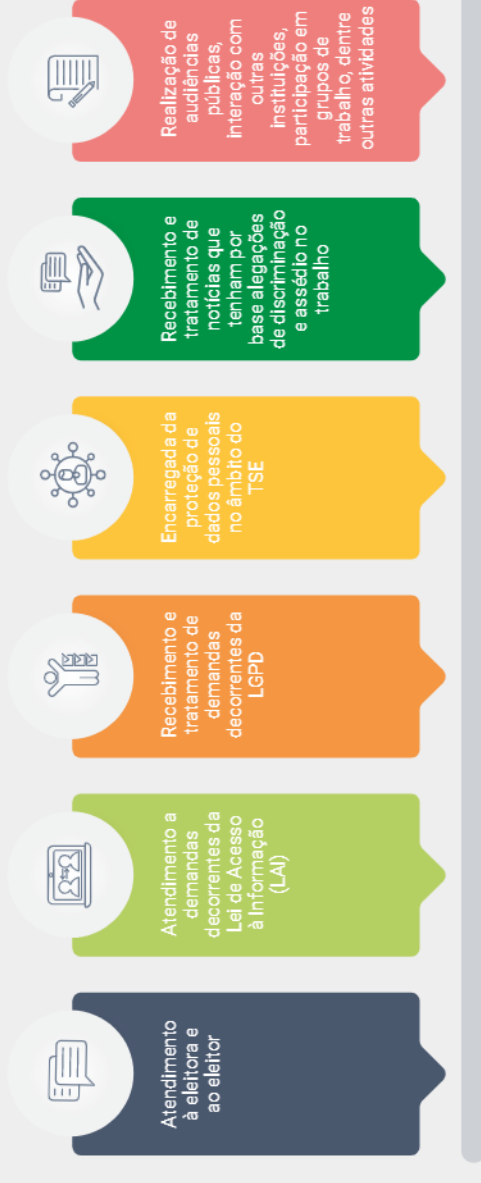 Atendimento
à eleitora e
ao eleitor
Atendimento a
demandas
decorrentes da
Lei de Acesso
à Informação
(LAI)
Recebimento e
tratamento de
demandas
decorrentes da
LGPD
Encarregada da
proteção de
dados pessoais
no âmbito do
TSE
Recebimento e
tratamento de
notícias que
tenham por
base alegações
de discriminação
e assédio no
trabalho
Realização de
audiências
públicas,
interação com
outras
instituições,
participação em
grupos de
trabalho, dentre
outras atividades